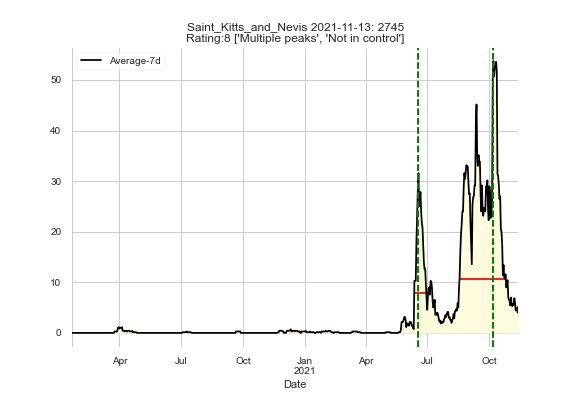 Saint_Kitts_and_Nevis 2021-11-13: 2745
Rating:8 ['Multiple peaks', 'Not in control']
Average-7d
50
40
30
20
10
0
Apr Jul Oct Jan Apr Jul Oct
2021
Date